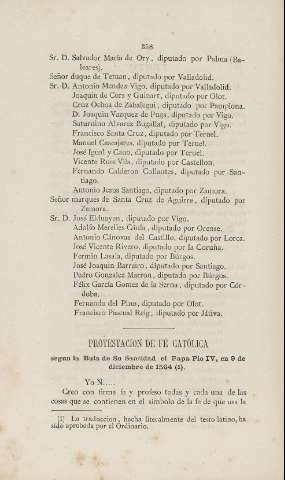 358
Sr. D. Salvador María de Ory, diputado por Palma (Ba-
leares).
Señor duque de Tetuan, diputado por Valladolid.
Sr. D. Antonio Mendez Vigo, diputado por Valladolid.
Joaquin de Cors y Guinart, diputado por Olot.
Cruz Ochoa de Zabalegui, diputado por Pamplona.
D. Joaquin Vazquez de Puga, diputado por Vigo.
Saturnino Alvarez Bugallal, diputado por Vigo.
Francisco Santa Cruz, diputado por Teruel.
Manuel Cascajares, diputado por Teruel.
José Igual y Cano, diputado por Teruel.
Vicente Ruiz Vila, diputado por Castellon.
Fernando Calderon Collantes, diputado por San-
tiago.
Antonio Jesus Santiago, diputado por Zamora.
Señor marques de Santa Cruz de Aguirre, diputado por
Zamora.
Sr. D. José Elduayen, diputado por Vigo.
Adolfo Merelles Caula, diputado por Orense.
Antonio Cánovas del Castillo, diputado por Lorca.
José Vicente Rivero, diputado por la Coruña.
Fermin Lasala, diputado por Búrgos.
José Joaquin Barreiro, diputado por Santiago.
Pedro Gonzalez Marron, diputado por Búrgos.
Félix García Gomez de la Serna, diputado por Cór-
doba.
Fernando del Pino, diputado por Olot.
Francisco Pascual Reig, diputado por Játiva.
PROTESTACION DE FÉ CATÓLICA
segun la Bula de Su Santidad el Papa Pio IV, en 9 de
diciembre de 1564 (1).
Yo N.....
Creo con firme fe y profeso todas y cada una de las
cosas que se contienen en el símbolo de la fe de que usa la
(1) La traduccion, hecha literalmente del testo latino, ha
sido aprobada por el Ordinario.